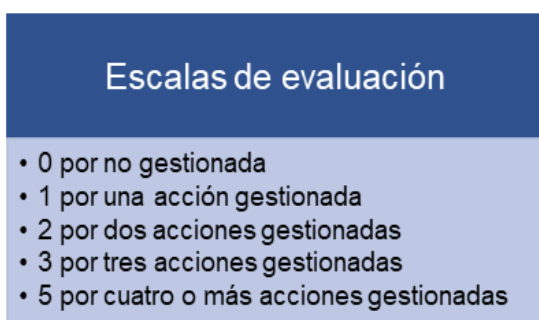 Escalas de evaluación
• 0 por no gestionada
• 1 por una acción gestionada
• 2 por dos acciones gestionadas
• 3 por tres acciones gestionadas
• 5 por cuatro o más acciones gestionadas